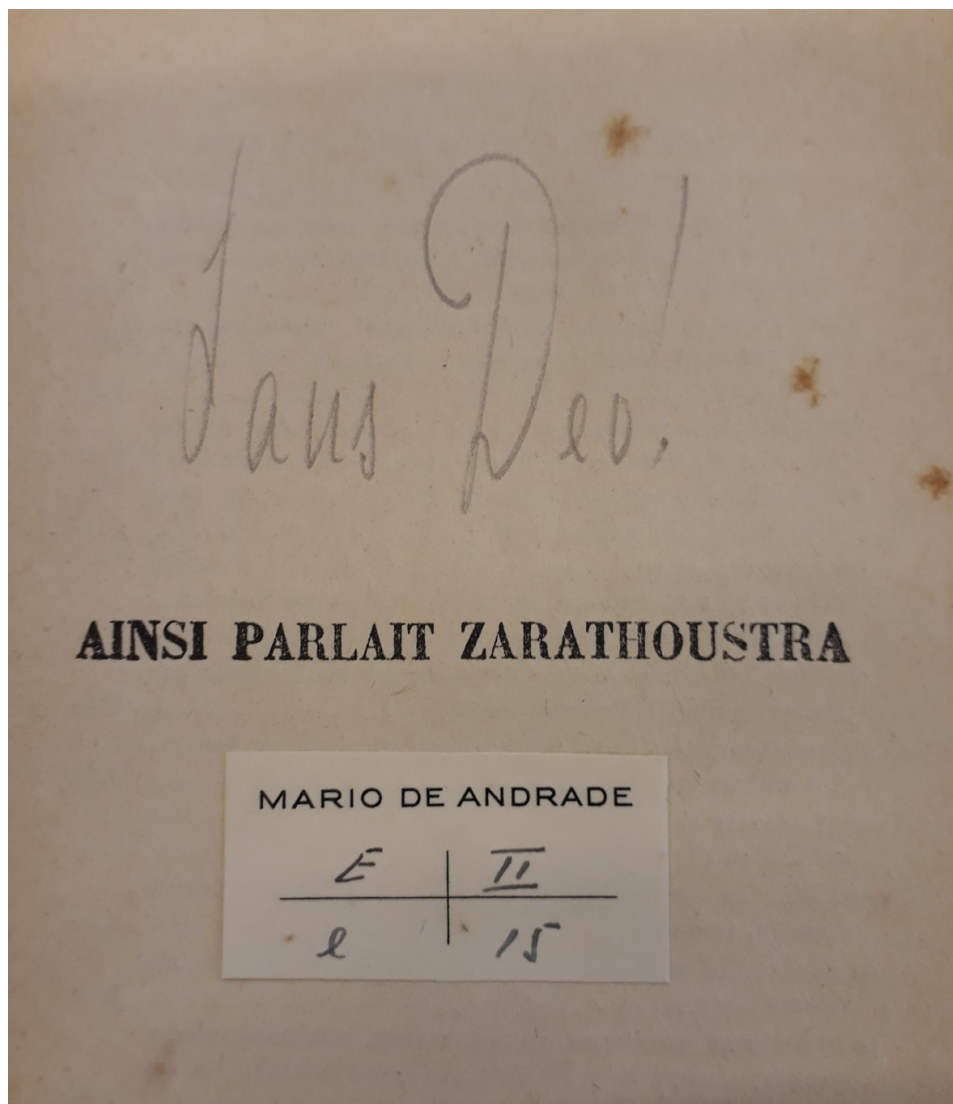 Laus Deo!
AINSI PARLAIT ZARATHOUSTRA
MARIO DE ANDRADE
E II
e 15